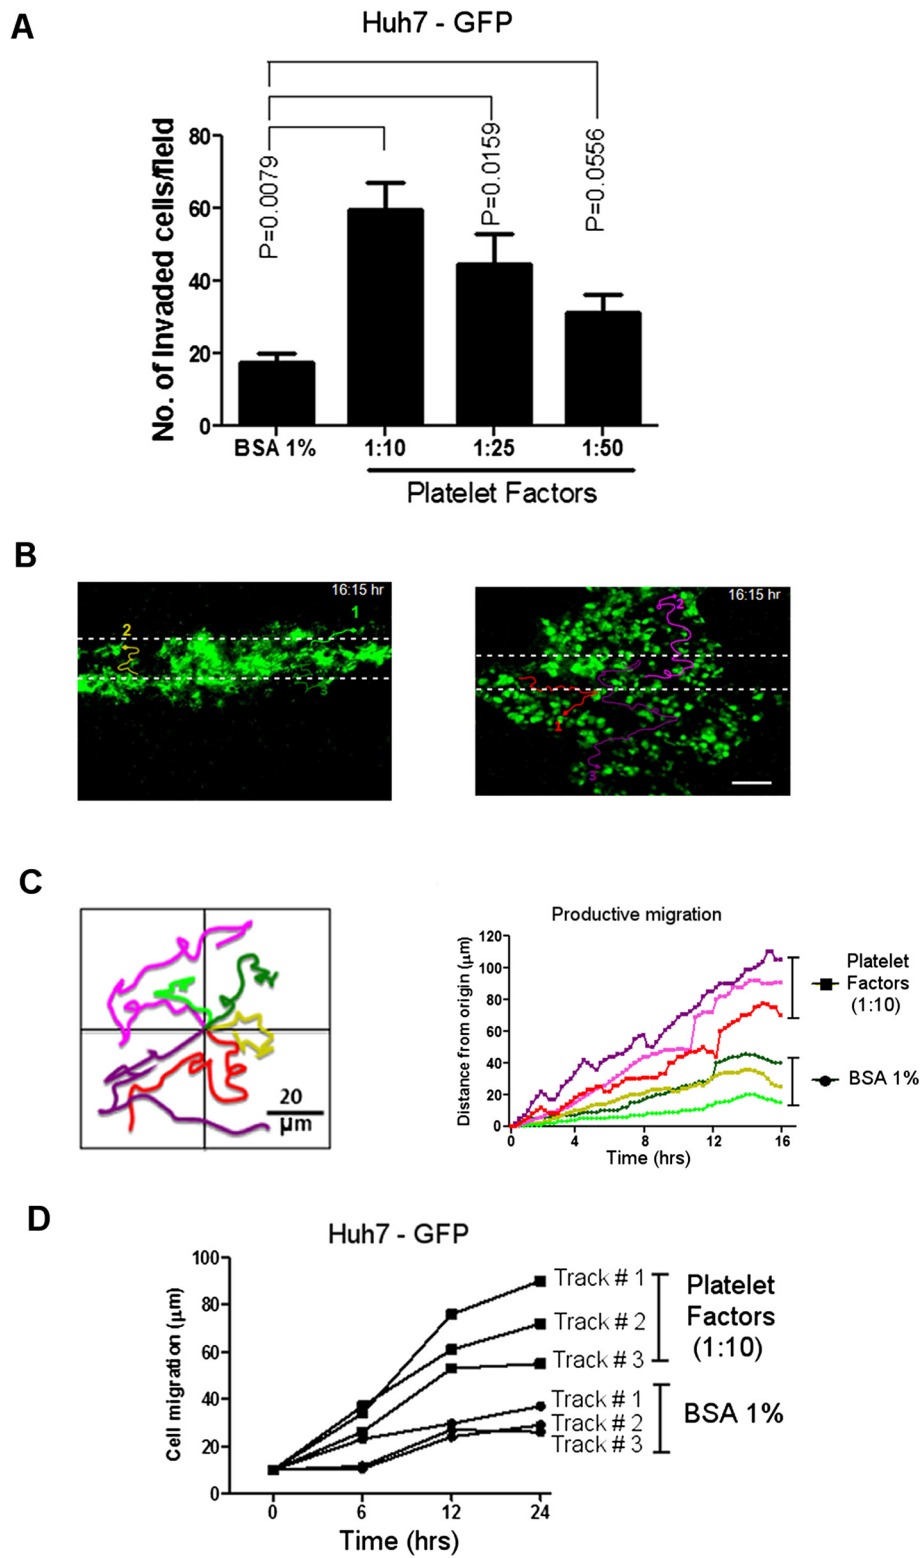 A
Huh7 - GFP
No. of Invaded cells/field
80
60
40
20
0
P=0.0079
P=0.0159
P=0.0556
BSA 1%
1:10
1:25
1:50
Platelet Factors
B
16:15 hr
1
2
3
16:15 hr
2
1
3
C
20
μm
Productive migration
Distance from origin (μm)
120
100
80
60
40
20
0
0
4
8
12
16
Time (hrs)
Platelet
Factors
(1:10)
BSA 1%
D
Huh7 - GFP
Cell migration (μm)
100
80
60
40
20
0
0
6
12
24
Time (hrs)
Track # 1
Track # 2
Track # 3
Platelet
Factors
(1:10)
Track # 1
Track # 2
Track # 3
BSA 1%